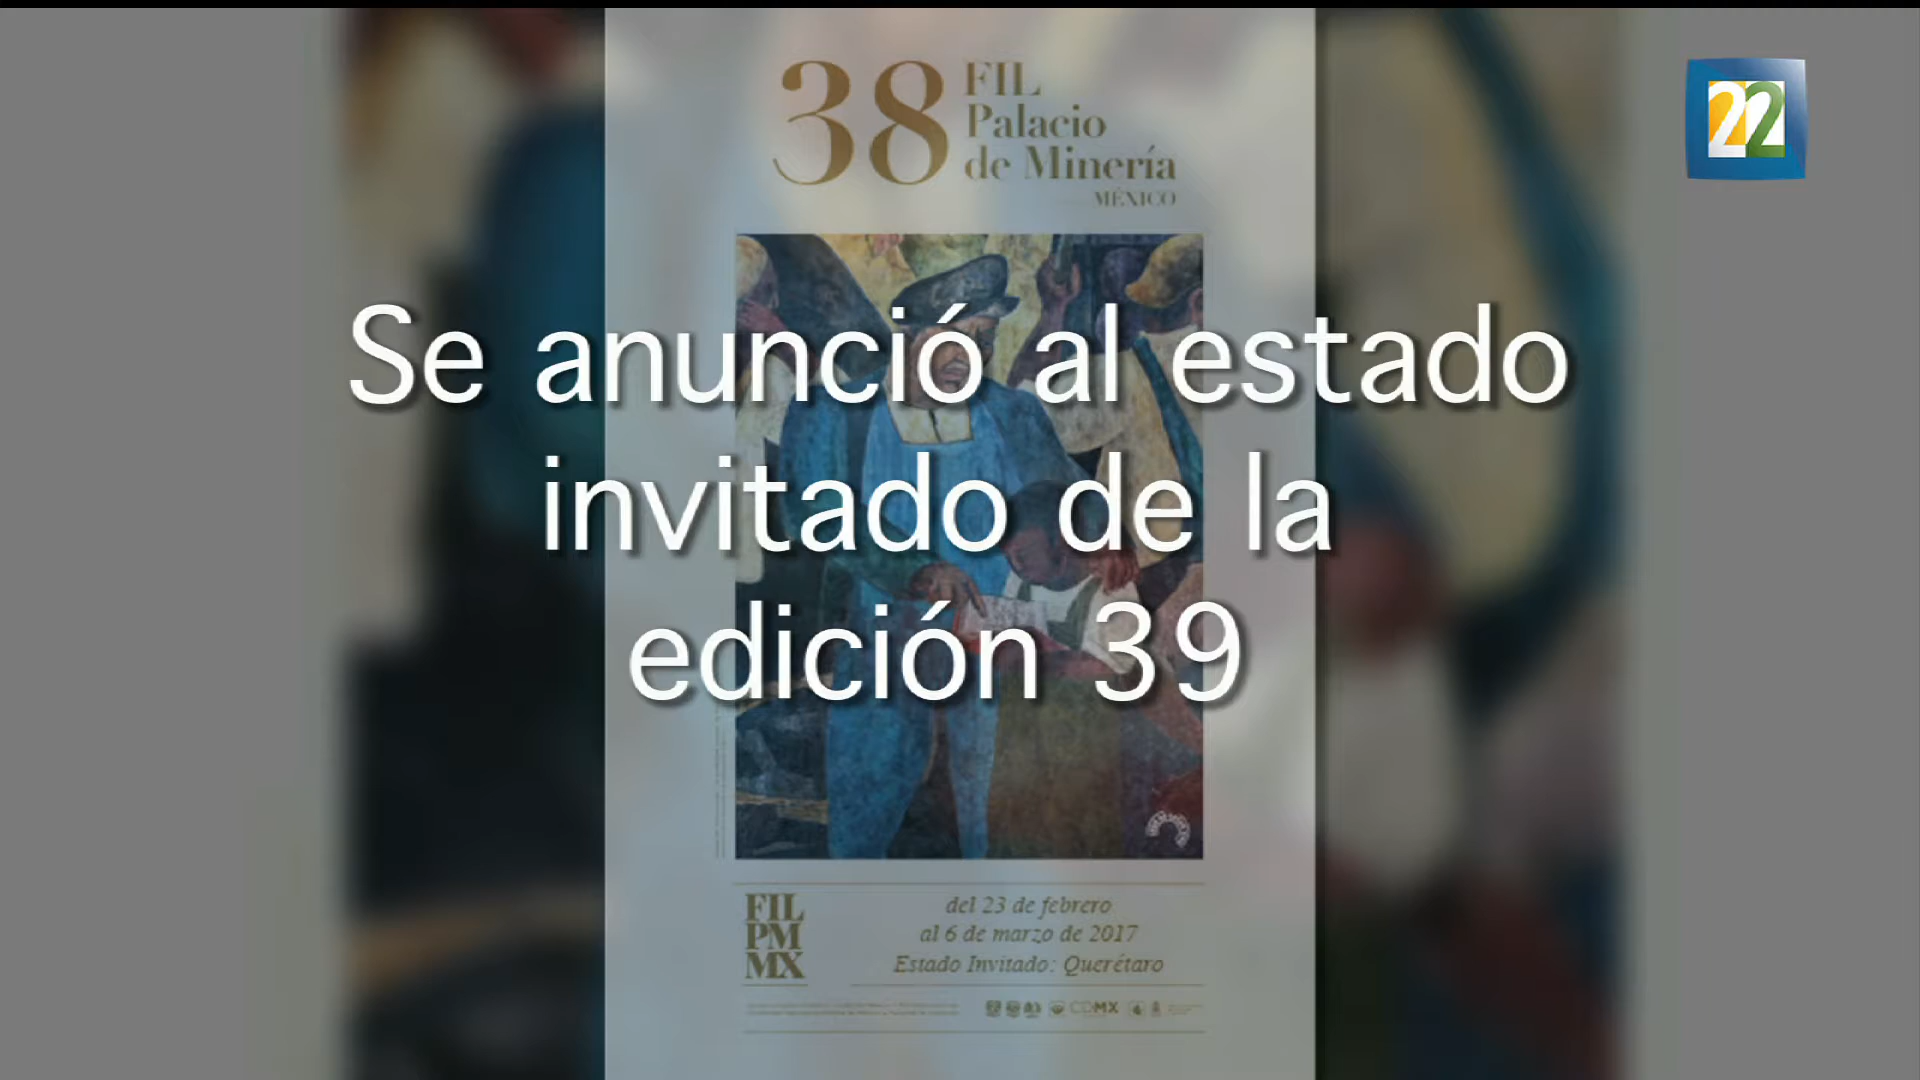 38
FIL
Palacio
de Minería
MÉXICO
22
Se anunció al estado
invitado de la
edición 39
FIL
PM
MX
del 23 de febrero
al 6 de marzo de 2017
Estado Invitado: Querétaro
CDMX